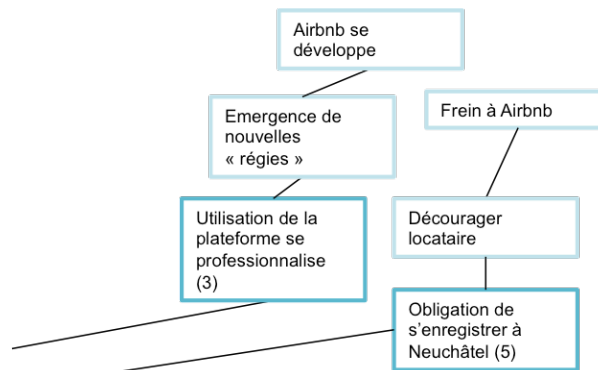 Airbnb se
développe
Emergence de
nouvelles
« régies »
Frein à Airbnb
Utilisation de la
plateforme se
professionnalise
(3)
Décourager
locataire
Obligation de
s’enregistrer à
Neuchâtel (5)